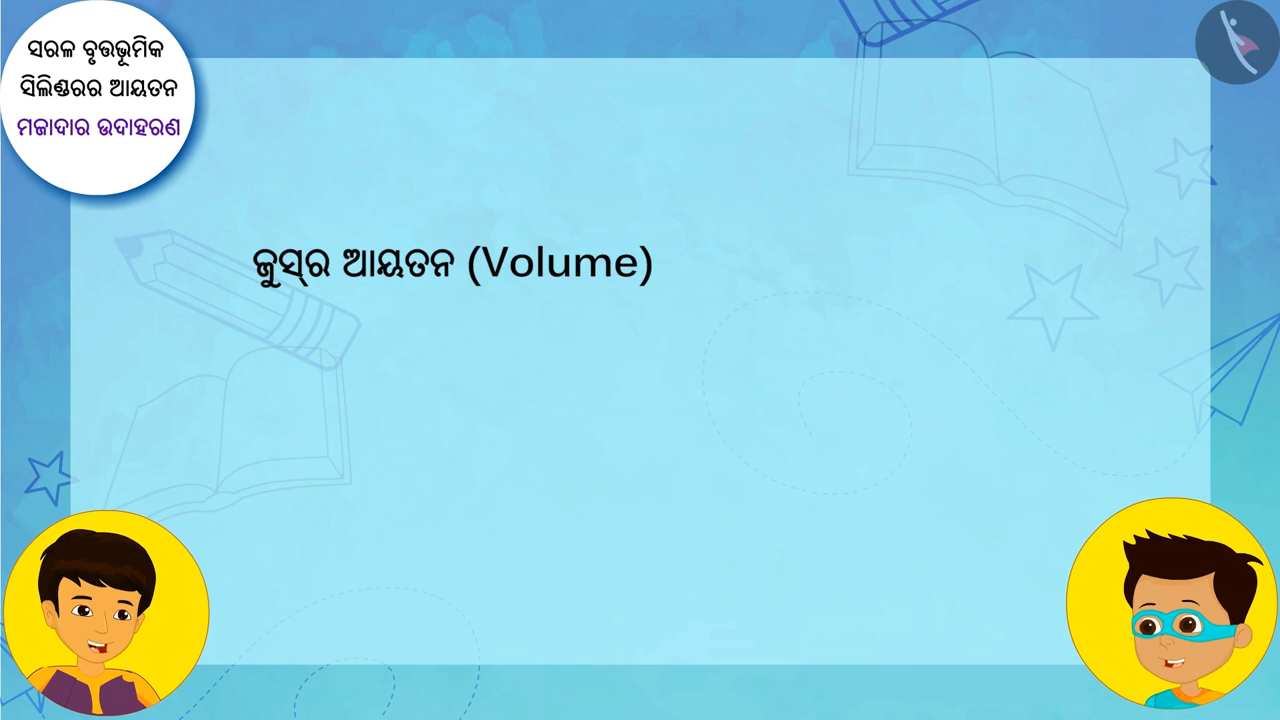 ସରଳ ବୃତ୍ତଭୂମିକ
ସିଲିଣ୍ଡରର ଆୟତନ
ମଜାଦାର ଉଦାହରଣ
ଜୁସ୍‌ର ଆୟତନ (Volume)